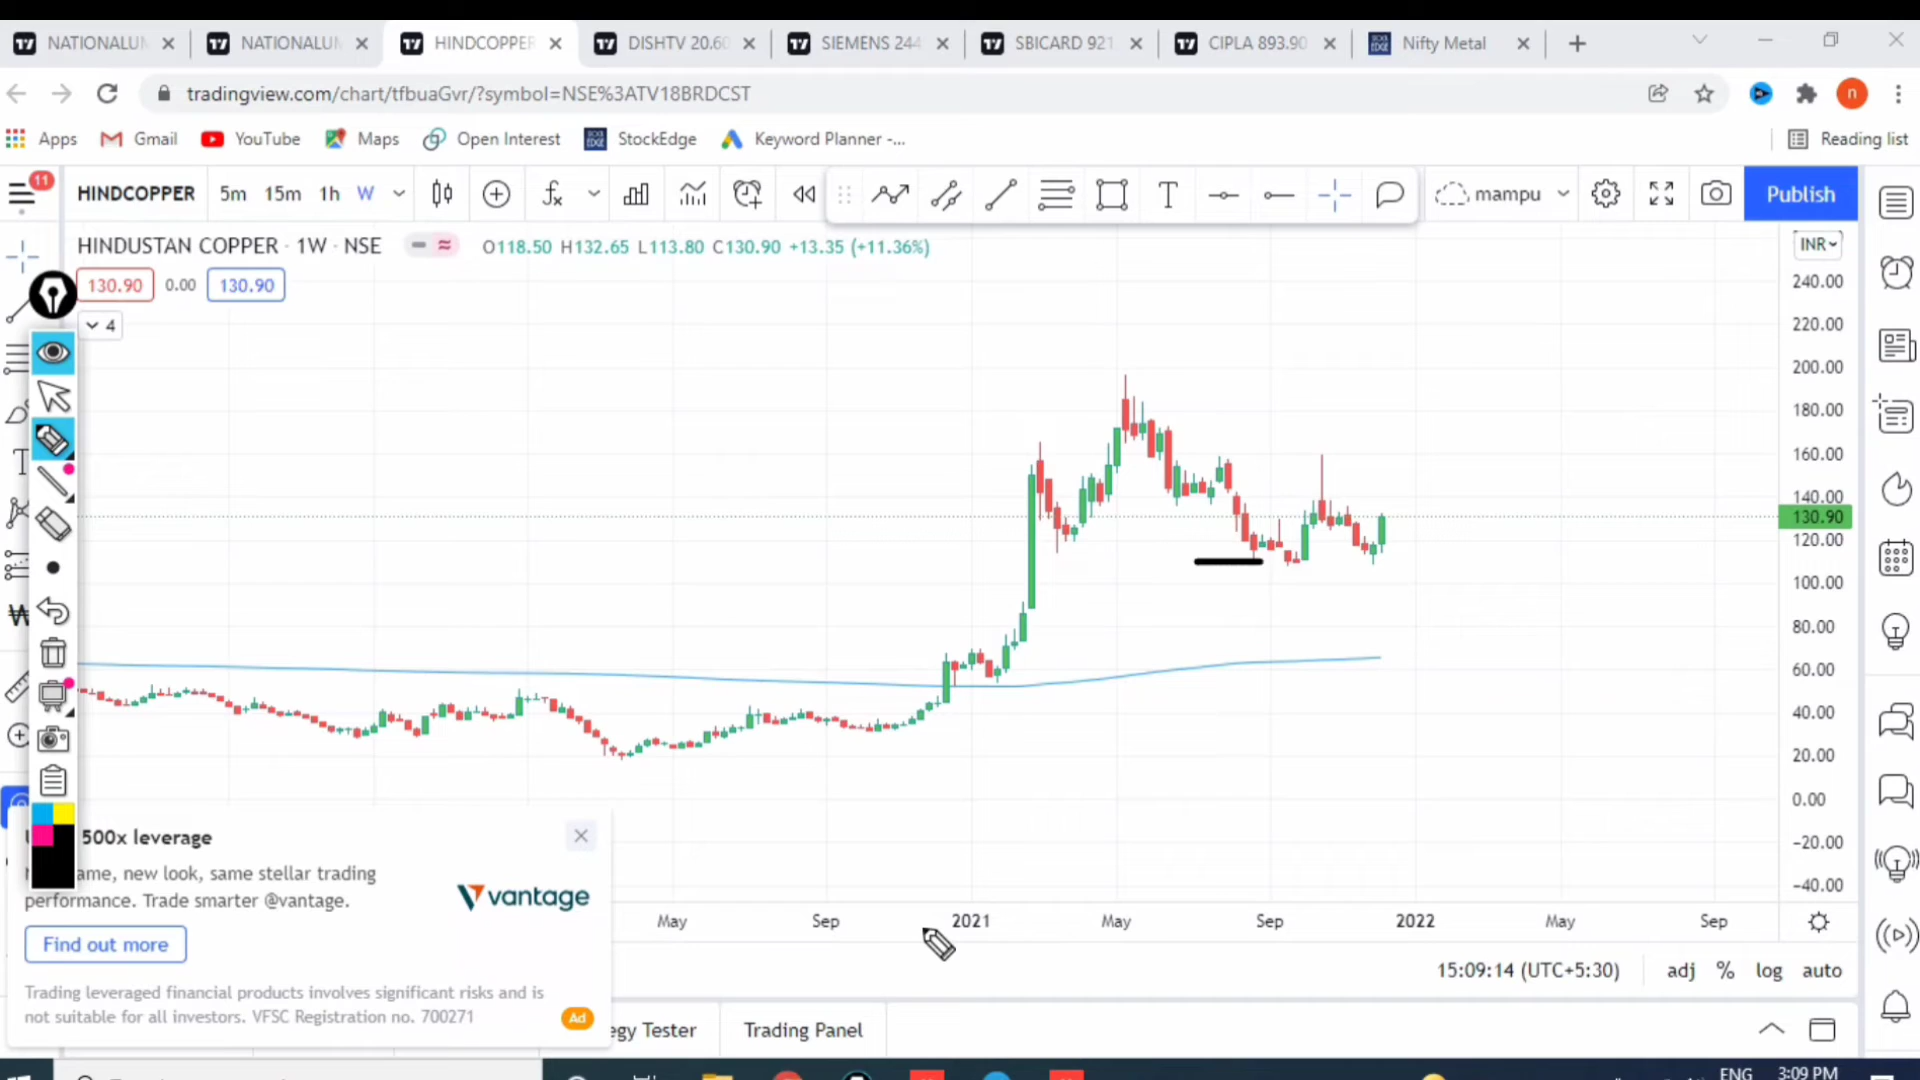 NATIONALUM
NATIONALUM
HINDCOPPER
DISHTV 20.60
SIEMENS 244
SBICARD 921
CIPLA 893.90
Nifty Metal
tradingview.com/chart/tfbuaGvr/?symbol=NSE%3ATV18BRDCST
n
Apps
Gmail
YouTube
Maps
Open Interest
StockEdge
Keyword Planner -...
Reading list
11
HINDCOPPER
5m
15m
1h
W
mampu
Publish
HINDUSTAN COPPER · 1W · NSE
O118.50 H132.65 L113.80 C130.90 +13.35 (+11.36%)
INR
130.90
0.00
130.90
4
240.00
220.00
200.00
180.00
160.00
140.00
130.90
120.00
100.00
80.00
60.00
40.00
20.00
0.00
-20.00
-40.00
500x leverage
ame, new look, same stellar trading
performance. Trade smarter @vantage.
vantage
Find out more
Trading leveraged financial products involves significant risks and is
not suitable for all investors. VFSC Registration no. 700271
Ad
May
Sep
2021
May
Sep
2022
May
Sep
15:09:14 (UTC+5:30)
adj
%
log
auto
egy Tester
Trading Panel
ENG
3:09 PM